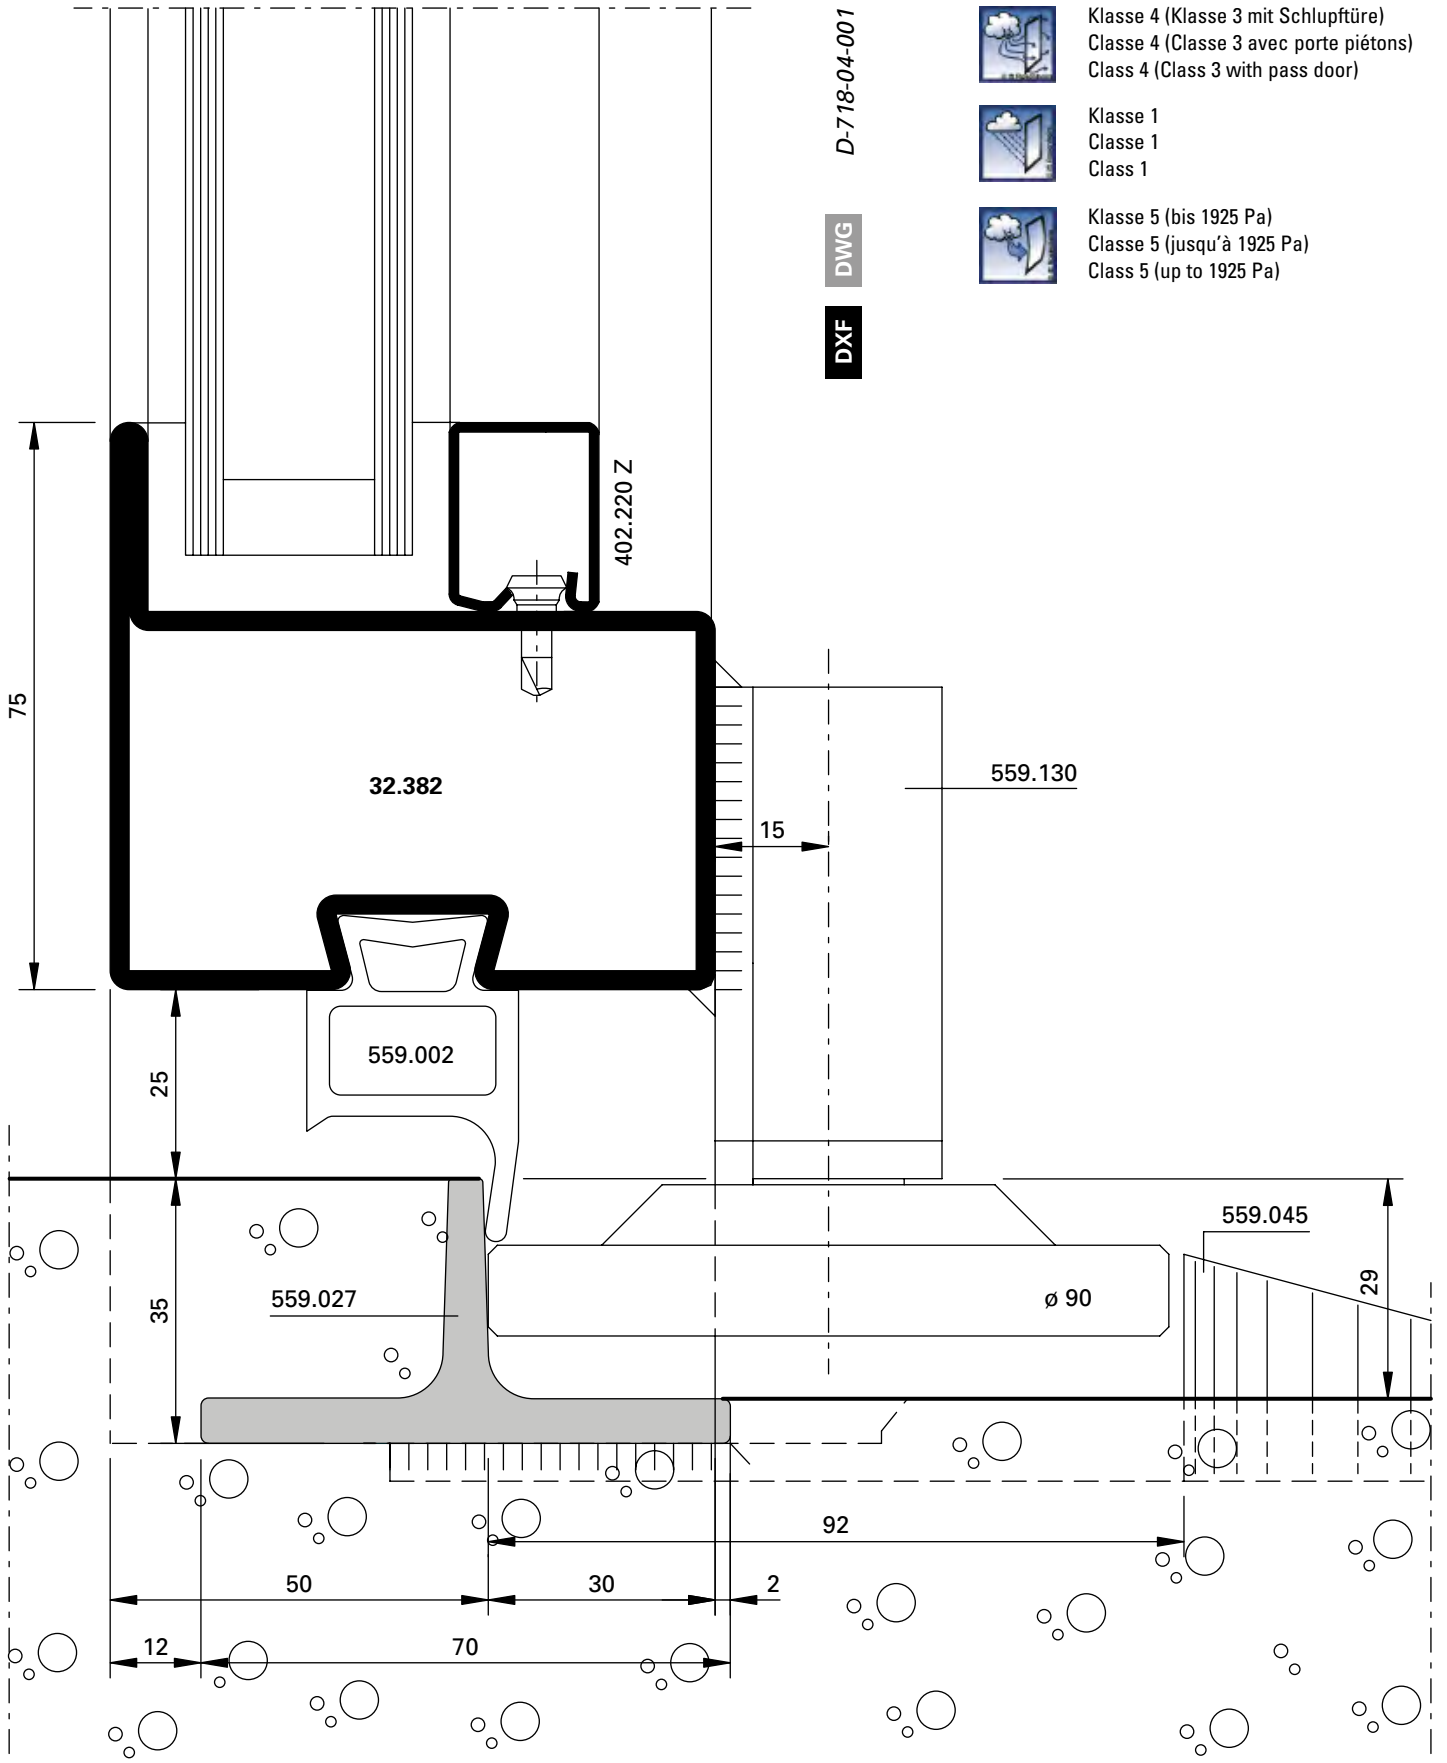 D-718-04-001
DWG
DXF
Klasse 4 (Klasse 3 mit Schlupftüre)
Classe 4 (Classe 3 avec porte piétons)
Class 4 (Class 3 with pass door)
Klasse 1
Classe 1
Class 1
Klasse 5 (bis 1925 Pa)
Classe 5 (jusqu'à 1925 Pa)
Class 5 (up to 1925 Pa)
402.220 Z
75
32.382
559.130
15
559.002
25
559.045
559.027
35
ø 90
29
92
50
30
2
12
70